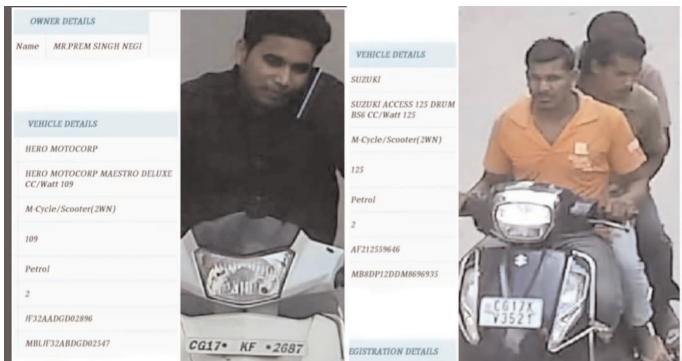 OWNER DETAILS
Name MR.PREM SINGH NEGI
VEHICLE DETAILS
HERO MOTOCORP
HERO MOTOCORP MAESTRO DELUXE
CC/Watt 109
M-Cycle/Scooter(2WN)
109
Petrol
2
JF32AADGD02896
MBLJF32ABDGD02547
CG17* KF *2687
VEHICLE DETAILS
SUZUKI
SUZUKI ACCESS 125 DRUM
BS6 CC/Watt 125
M-Cycle/Scooter(2WN)
125
Petrol
2
AF212559646
MB8DP12DDM8696935
EGISTRATION DETAILS
CG17X
V3521